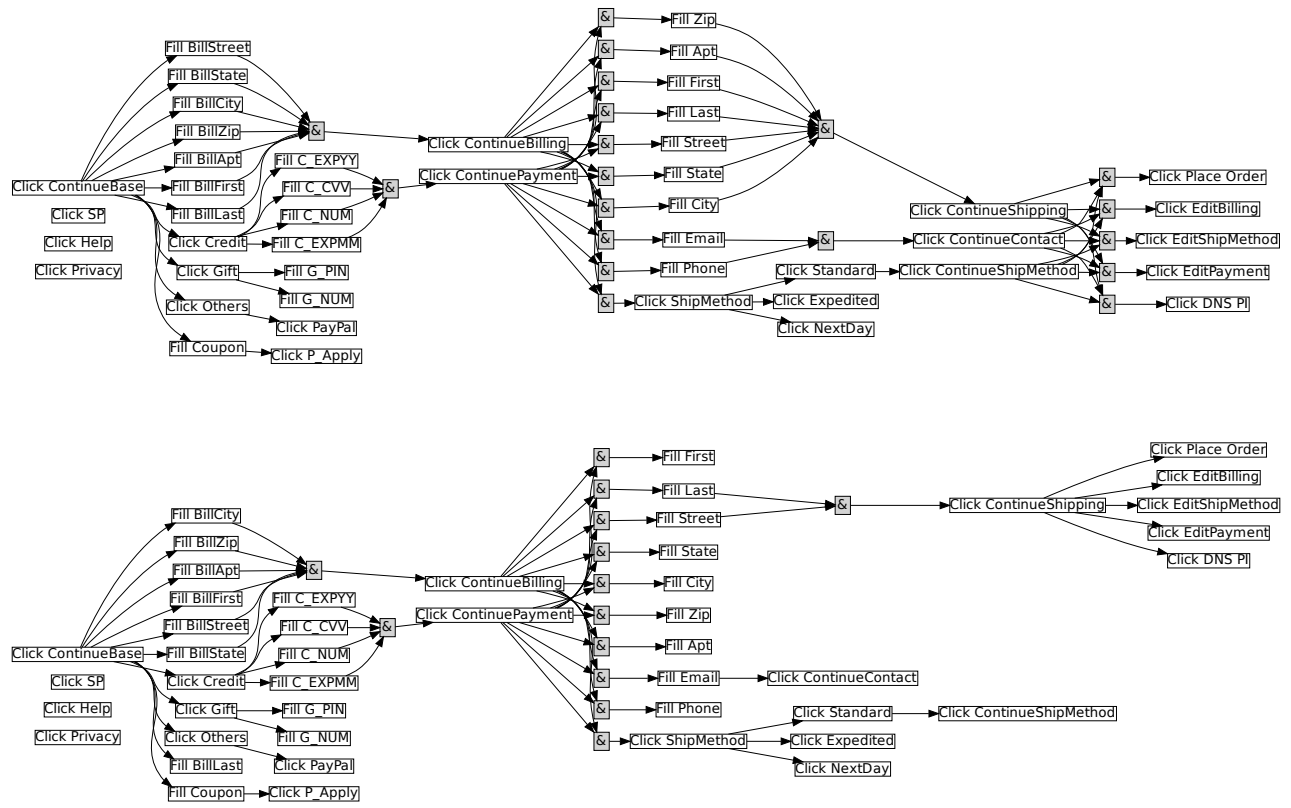 &
Fill Zip
Fill BillStreet
&
Fill Apt
Fill BillState
&
Fill First
Fill BillCity
&
Fill Last
Fill BillZip
&
&
Click ContinueBilling
&
Fill Street
Fill BillApt
Fill C_EXPYY
Click ContinuePayment
&
Fill State
&
Click Place Order
Click ContinueBase
Fill BillFirst
Fill C_CVV
&
&
Fill City
Click ContinueShipping
&
Click EditBilling
Click SP
Fill BillLast
Fill C_NUM
Click Help
Click Credit
Fill C_EXPMM
&
Fill Email
&
Click ContinueContact
&
Click EditShipMethod
Click Privacy
Click Gift
Fill G_PIN
&
Fill Phone
Click Standard
Click ContinueShipMethod
&
Click EditPayment
Click Others
Fill G_NUM
&
Click ShipMethod
Click Expedited
&
Click DNS PI
Click PayPal
Click NextDay
Fill Coupon
Click P_Apply
&
Fill First
Click Place Order
&
Fill Last
Click EditBilling
Fill BillCity
&
Fill Street
&
Click ContinueShipping
Click EditShipMethod
Fill BillZip
&
Fill State
Click EditPayment
Fill BillApt
&
Click ContinueBilling
&
Fill City
Click DNS PI
Fill BillFirst
Fill C_EXPYY
Click ContinuePayment
&
Fill Zip
Fill BillStreet
Fill C_CVV
&
&
Fill Apt
Click ContinueBase
Fill BillState
Fill C_NUM
Click SP
Click Credit
Fill C_EXPMM
&
Fill Email
Click ContinueContact
Click Help
Click Gift
Fill G_PIN
&
Fill Phone
Click Standard
Click ContinueShipMethod
Click Privacy
Click Others
Fill G_NUM
&
Click ShipMethod
Click Expedited
Fill BillLast
Click PayPal
Click NextDay
Fill Coupon
Click P_Apply